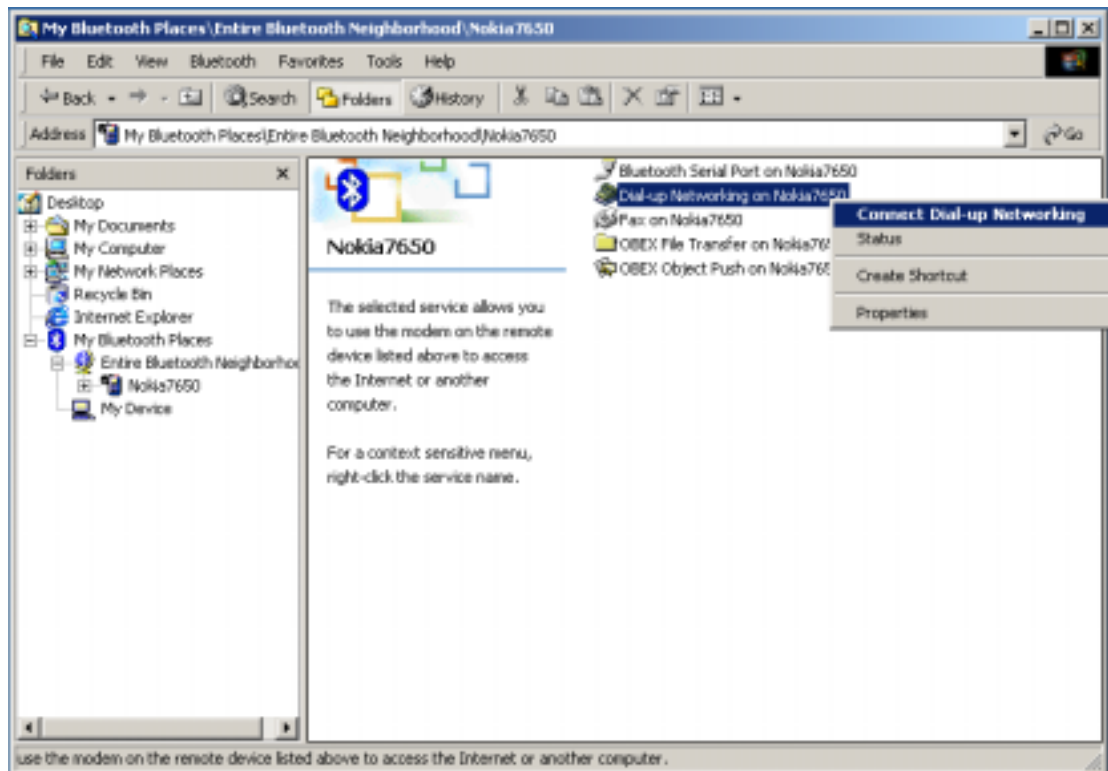 My Bluetooth Places\Entire Bluetooth Neighborhood\Nokia7650
File Edit View Bluetooth Favorites Tools Help
Back Search Folders History
Address My Bluetooth Places\Entire Bluetooth Neighborhood\Nokia7650 Go
Folders
Desktop
My Documents
My Computer
My Network Places
Recycle Bin
Internet Explorer
My Bluetooth Places
Entire Bluetooth Neighborhoo
Nokia7650
My Device
Nokia7650
The selected service allows you
to use the modem on the remote
device listed above to access
the Internet or another
computer.
For a context sensitive menu,
right-click the service name.
Bluetooth Serial Port on Nokia7650
Dial-up Networking on Nokia7650
Fax on Nokia7650
OBEX File Transfer on Nokia76
OBEX Object Push on Nokia765
Connect Dial-up Networking
Status
Create Shortcut
Properties
use the modem on the remote device listed above to access the Internet or another computer.